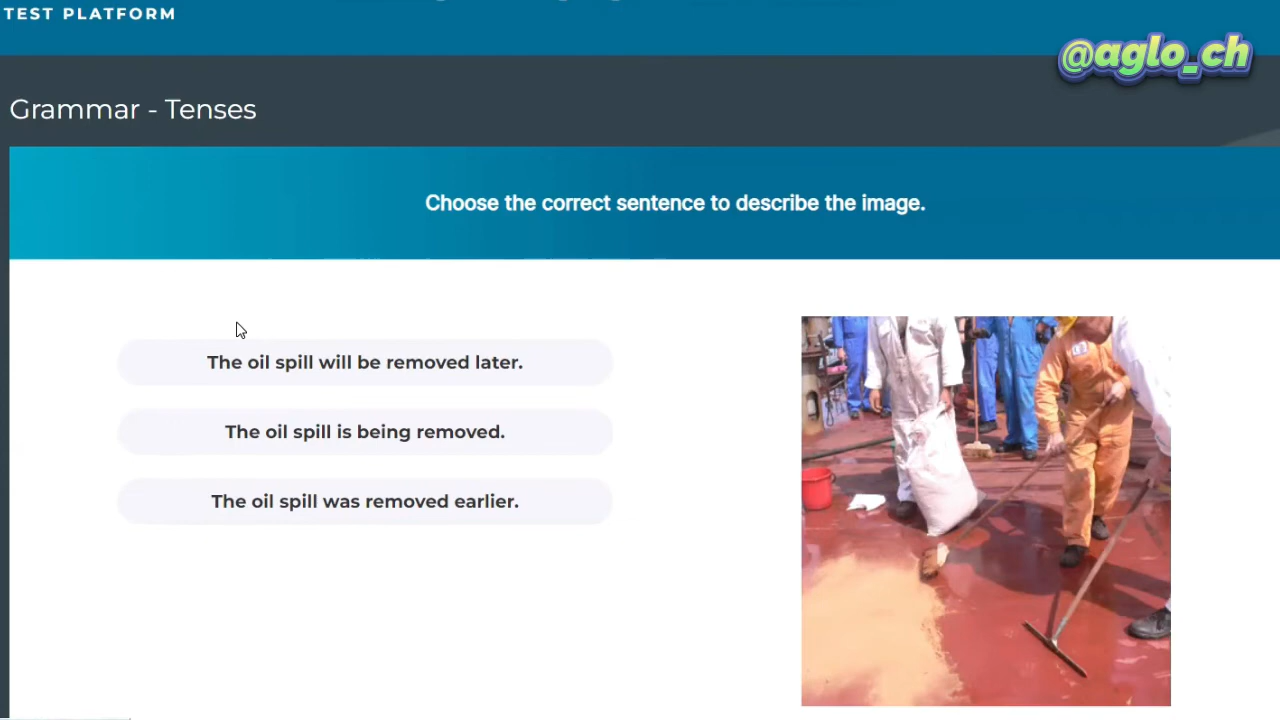 TEST PLATFORM
@aglo_ch
Grammar - Tenses
Choose the correct sentence to describe the image.
The oil spill will be removed later.
The oil spill is being removed.
The oil spill was removed earlier.